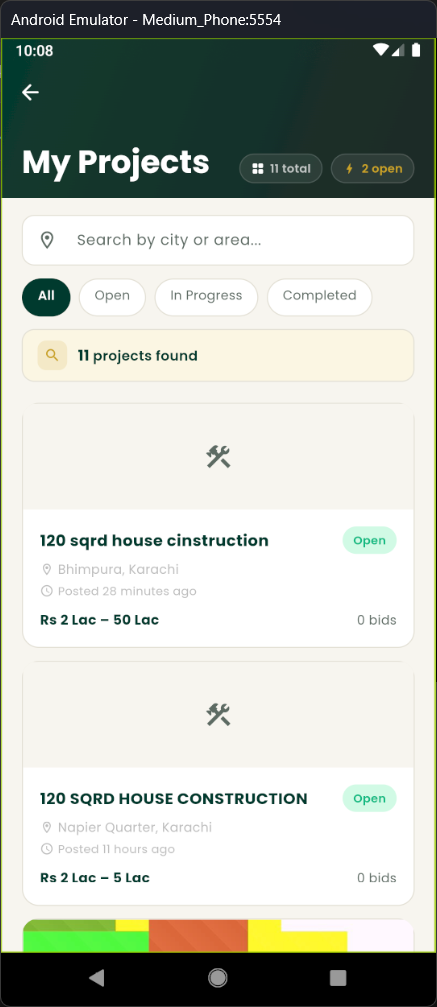 Android Emulator - Medium_Phone:5554
10:08
My Projects
11 total
2 open
Search by city or area...
All
Open
In Progress
Completed
11 projects found
120 sqrd house cinstruction
Open
Bhimpura, Karachi
Posted 28 minutes ago
Rs 2 Lac – 50 Lac
0 bids
120 SQRD HOUSE CONSTRUCTION
Open
Napier Quarter, Karachi
Posted 11 hours ago
Rs 2 Lac – 5 Lac
0 bids